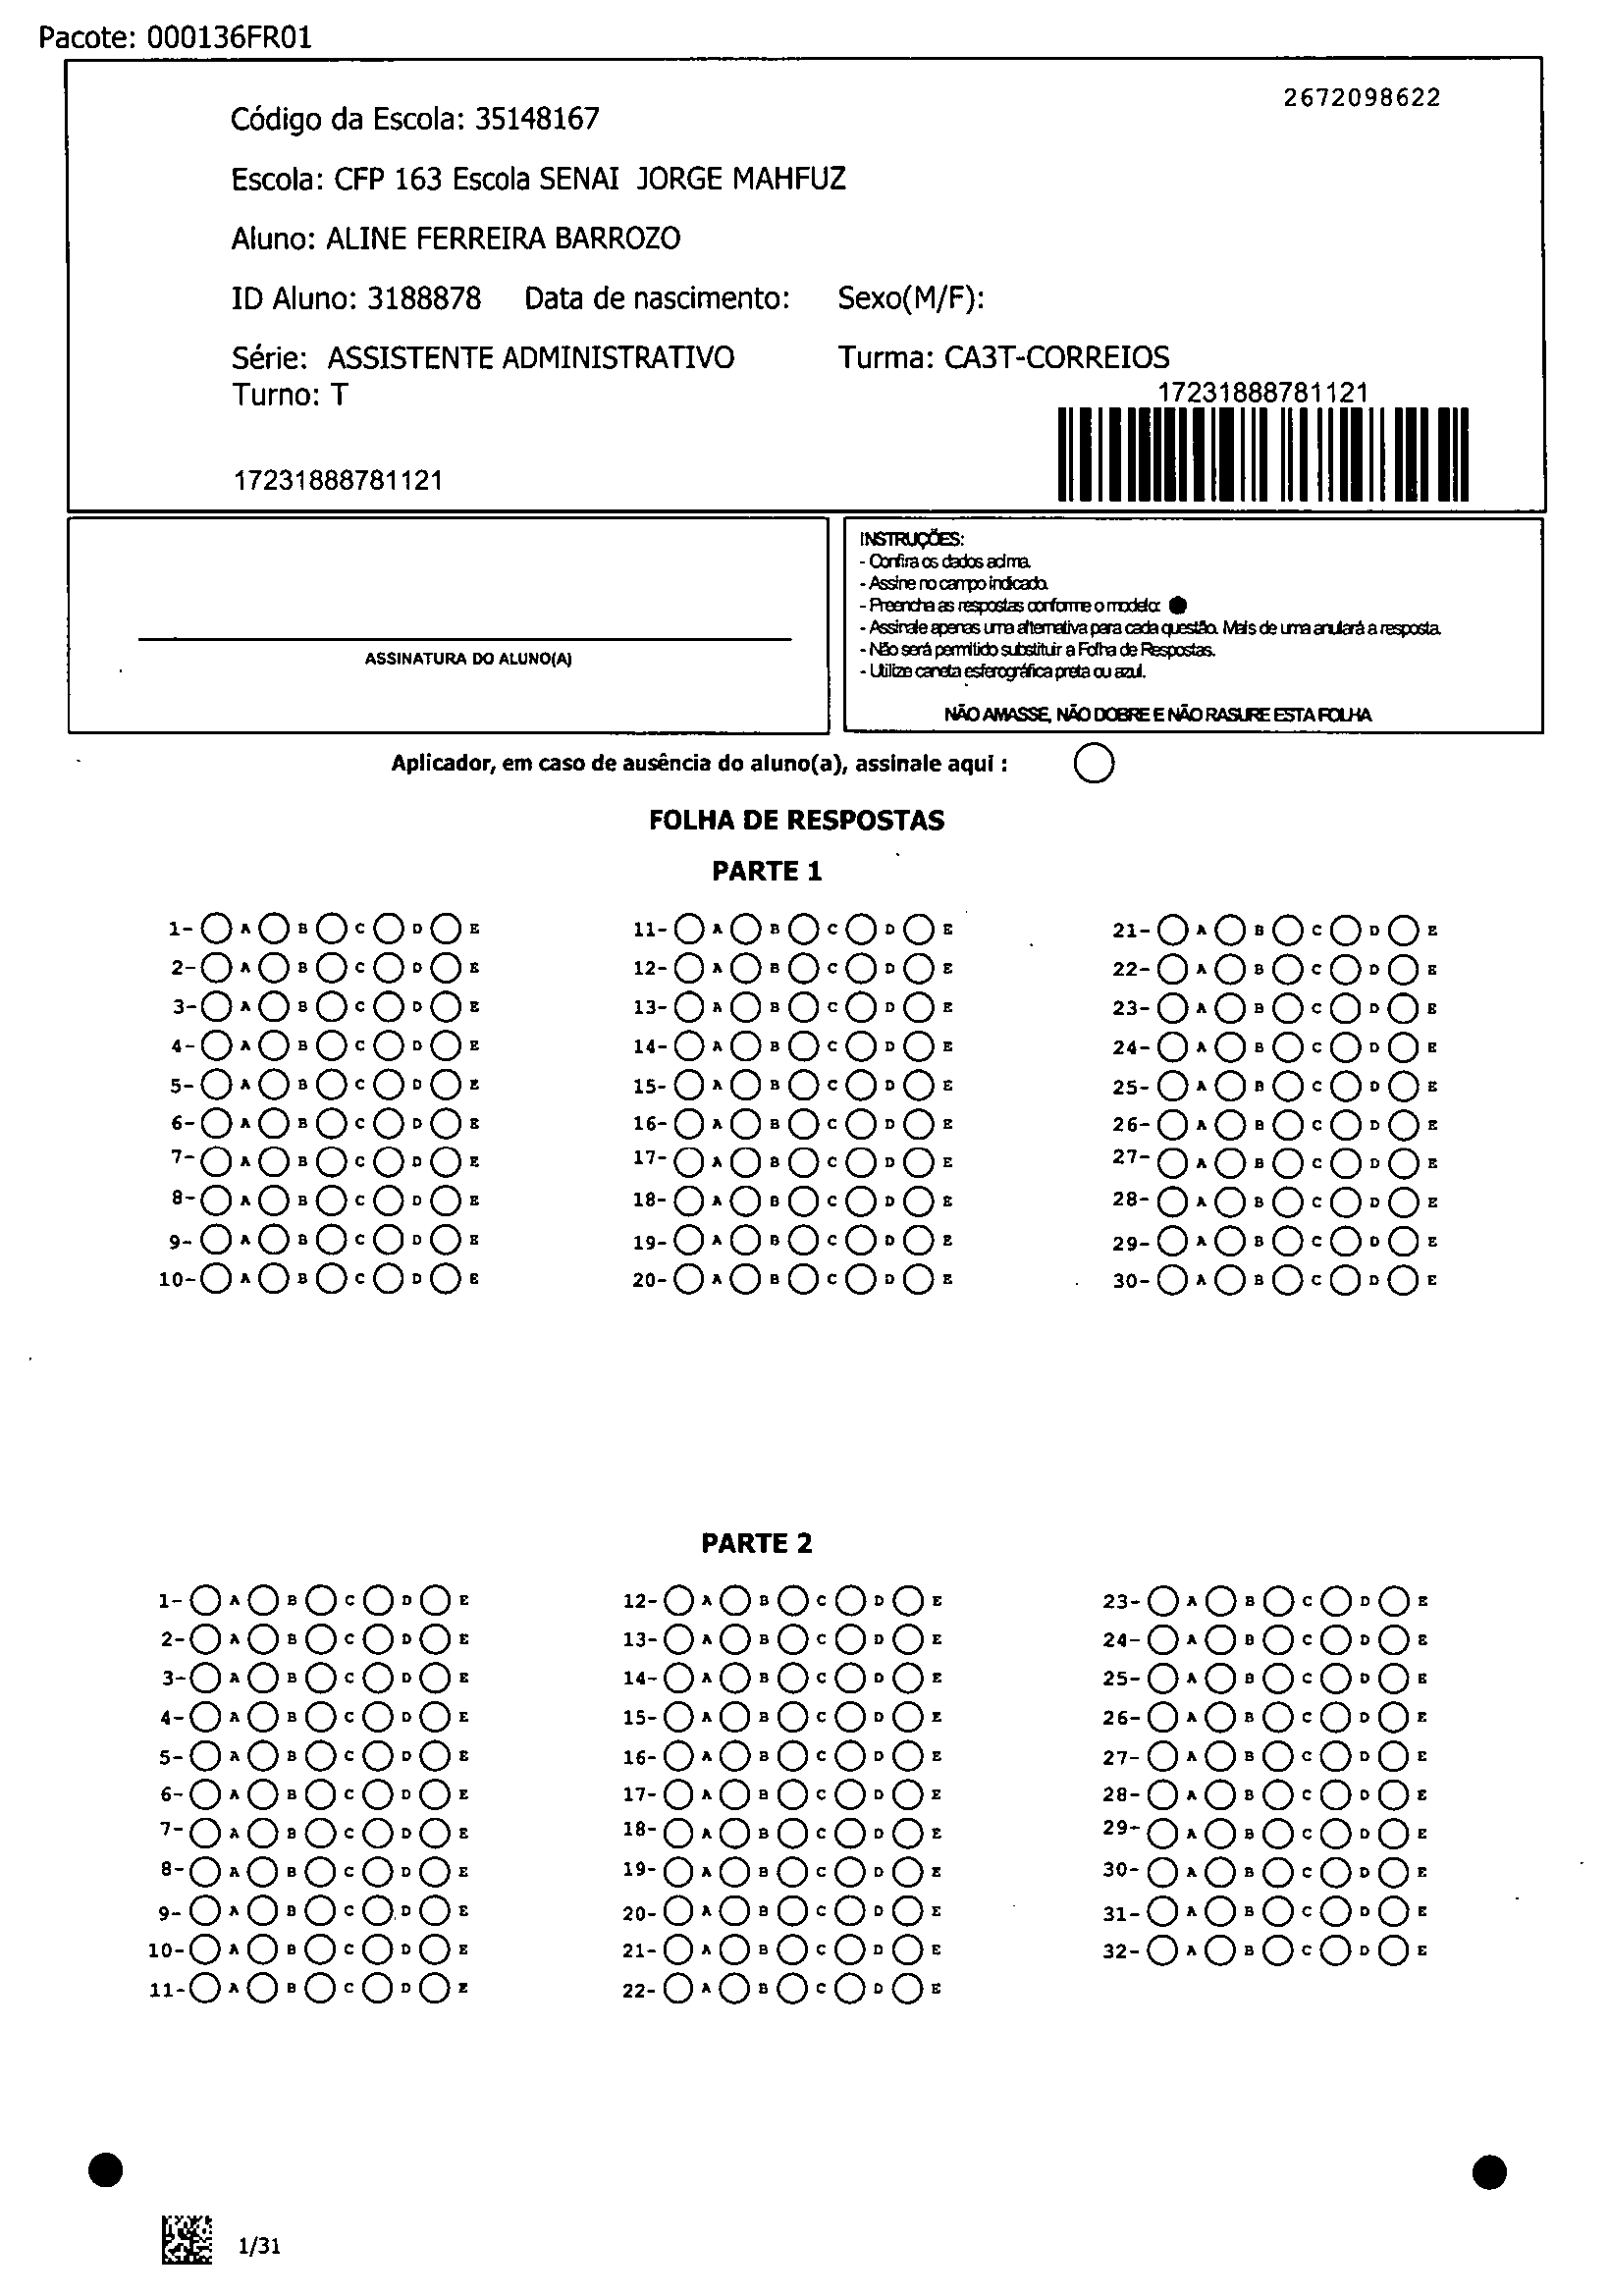 Pacote: 000136FR01
2672098622
Código da Escola: 35148167
Escola: CFP 163 Escola SENAI JORGE MAHFUZ
Aluno: ALINE FERREIRA BARROZO
ID Aluno: 3188878 Data de nascimento: Sexo(M/F):
Série: ASSISTENTE ADMINISTRATIVO Turma: CA3T-CORREIOS
Turno: T
17231888781121
17231888781121
ASSINATURA DO ALUNO(A)
INSTRUÇÕES:
- Confira os dados acima.
- Assine no campo indicado.
- Preencha as respostas conforme o modelo:
- Assinale apenas uma alternativa para cada questão. Mais de uma anulará a resposta.
- Não será permitido substituir a Folha de Respostas.
- Utilize caneta esferográfica preta ou azul.
NÃO AMASSE, NÃO DOBRE E NÃO RASURE ESTA FOLHA
Aplicador, em caso de ausência do aluno(a), assinale aqui :
FOLHA DE RESPOSTAS
PARTE 1
1- A B C D E 11- A B C D E 21- A B C D E
2- A B C D E 12- A B C D E 22- A B C D E
3- A B C D E 13- A B C D E 23- A B C D E
4- A B C D E 14- A B C D E 24- A B C D E
5- A B C D E 15- A B C D E 25- A B C D E
6- A B C D E 16- A B C D E 26- A B C D E
7- A B C D E 17- A B C D E 27- A B C D E
8- A B C D E 18- A B C D E 28- A B C D E
9- A B C D E 19- A B C D E 29- A B C D E
10- A B C D E 20- A B C D E 30- A B C D E
PARTE 2
1- A B C D E 12- A B C D E 23- A B C D E
2- A B C D E 13- A B C D E 24- A B C D E
3- A B C D E 14- A B C D E 25- A B C D E
4- A B C D E 15- A B C D E 26- A B C D E
5- A B C D E 16- A B C D E 27- A B C D E
6- A B C D E 17- A B C D E 28- A B C D E
7- A B C D E 18- A B C D E 29- A B C D E
8- A B C D E 19- A B C D E 30- A B C D E
9- A B C D E 20- A B C D E 31- A B C D E
10- A B C D E 21- A B C D E 32- A B C D E
11- A B C D E 22- A B C D E
1/31